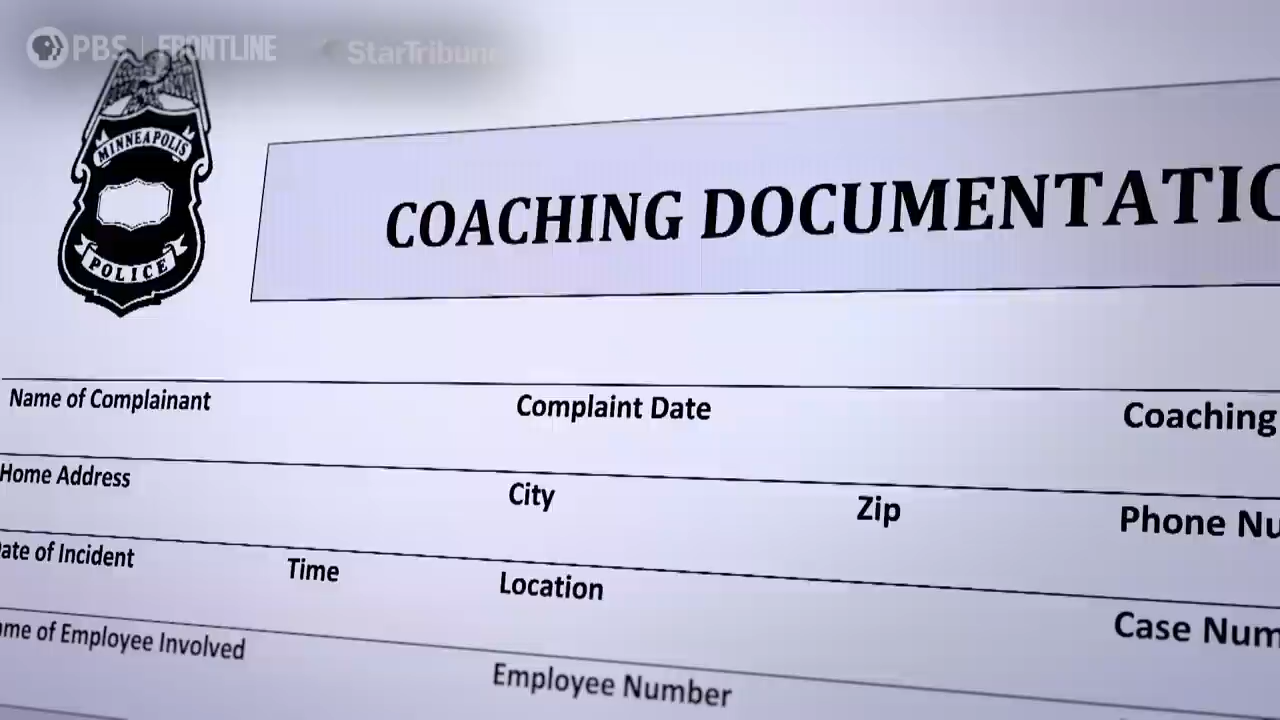 PBS | FRONTLINE StarTribune
MINNEAPOLIS
POLICE
COACHING DOCUMENTATIO
Name of Complainant Complaint Date Coaching
Home Address City Zip Phone Nu
ate of Incident Time Location Case Num
ame of Employee Involved Employee Number